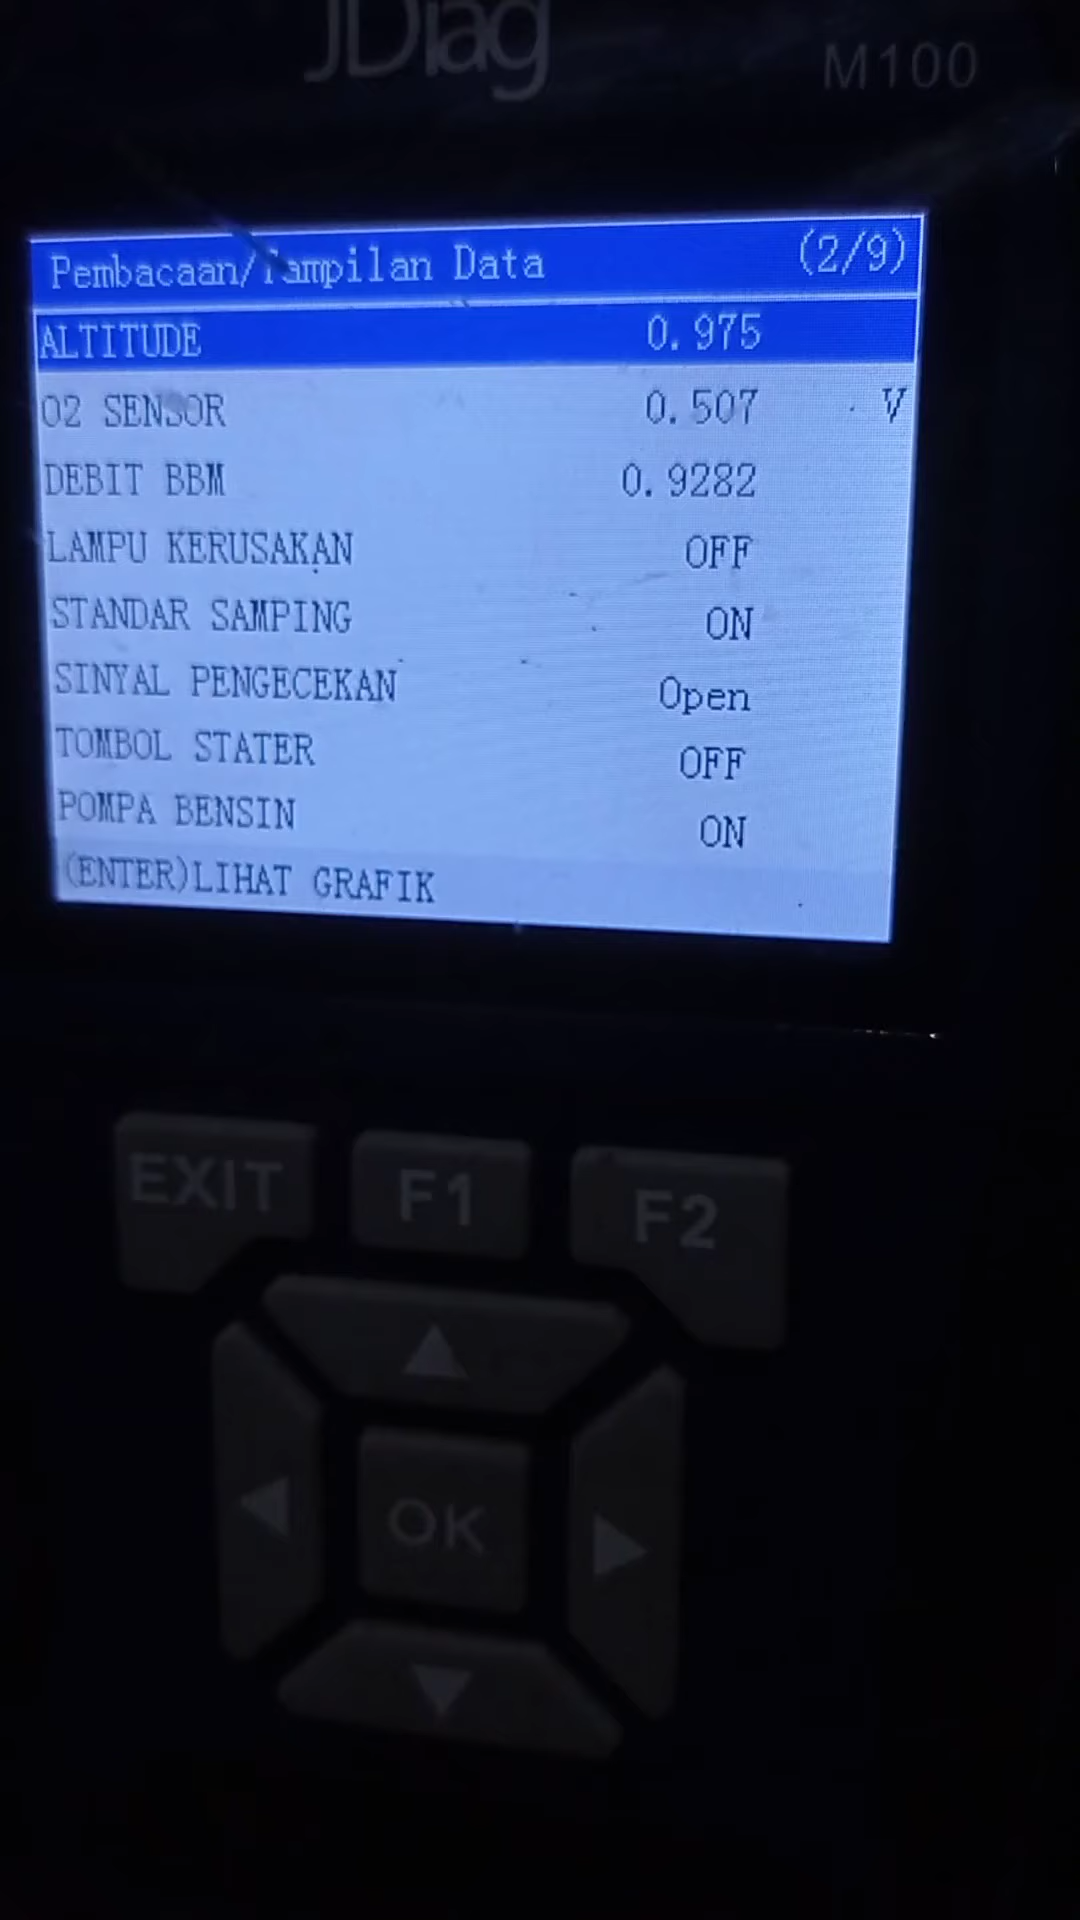 JDiag
M100
Pembacaan/Tampilan Data (2/9)
ALTITUDE 0.975
O2 SENSOR 0.507 V
DEBIT BBM 0.9282
LAMPU KERUSAKAN OFF
STANDAR SAMPING ON
SINYAL PENGECEKAN Open
TOMBOL STATER OFF
POMPA BENSIN ON
(ENTER)LIHAT GRAFIK
EXIT F1 F2
OK